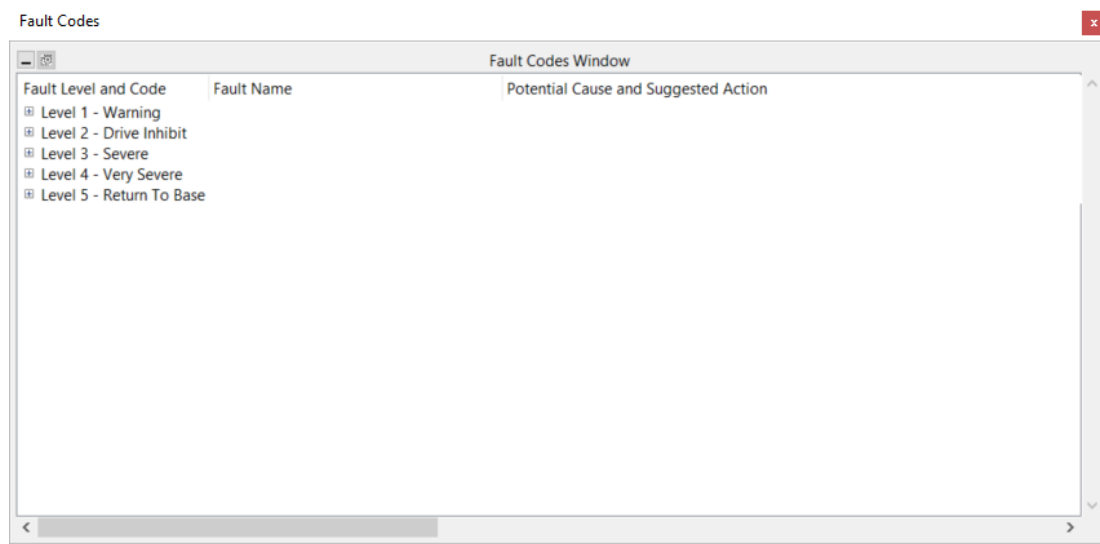 Fault Codes
x
Fault Codes Window
Fault Level and Code Fault Name Potential Cause and Suggested Action
Level 1 - Warning
Level 2 - Drive Inhibit
Level 3 - Severe
Level 4 - Very Severe
Level 5 - Return To Base